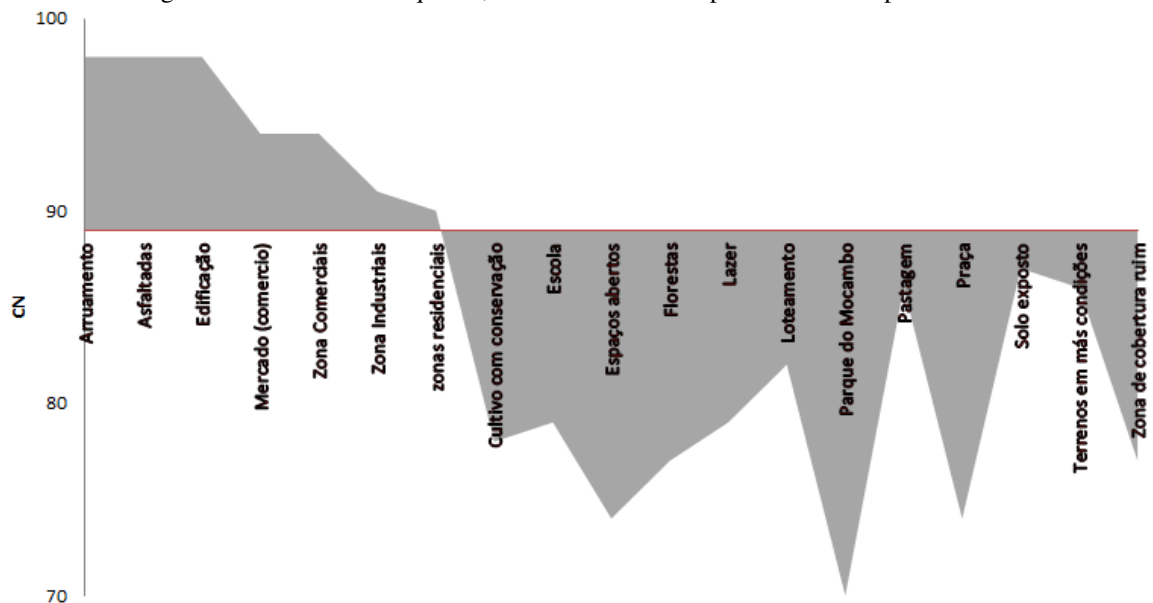 100
90
80
70
CN
Arruamento
Asfaltadas
Edificação
Mercado (comercio)
Zona Comerciais
Zona Industriais
zonas residenciais
Cultivo com conservação
Escola
Espaços abertos
Florestas
Lazer
Loteamento
Parque do Mocambo
Pastagem
Praça
Solo exposto
Terrenos em más condições
Zona de cobertura ruim